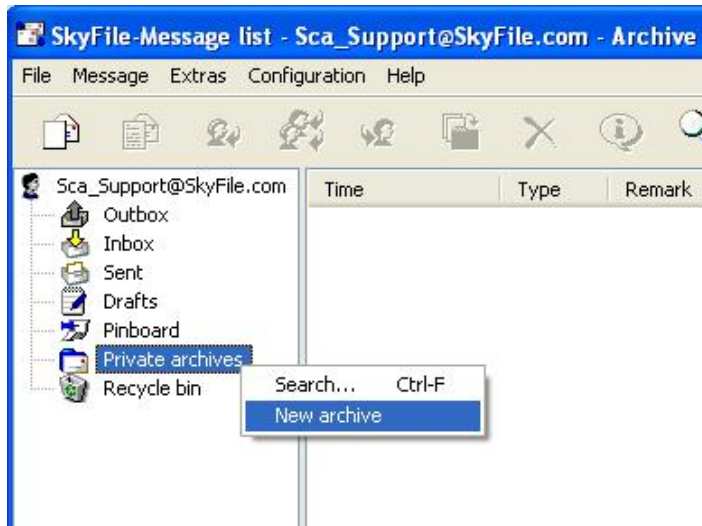 SkyFile-Message list - Sca_Support@SkyFile.com - Archive
File Message Extras Configuration Help
Sca_Support@SkyFile.com
Time Type Remark
Outbox
Inbox
Sent
Drafts
Pinboard
Private archives
Recycle bin
Search... Ctrl-F
New archive